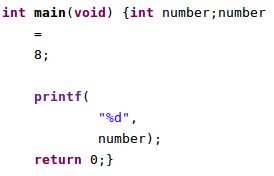 int main(void) {int number;number
=
8;
printf(
"%d",
number);
return 0;}